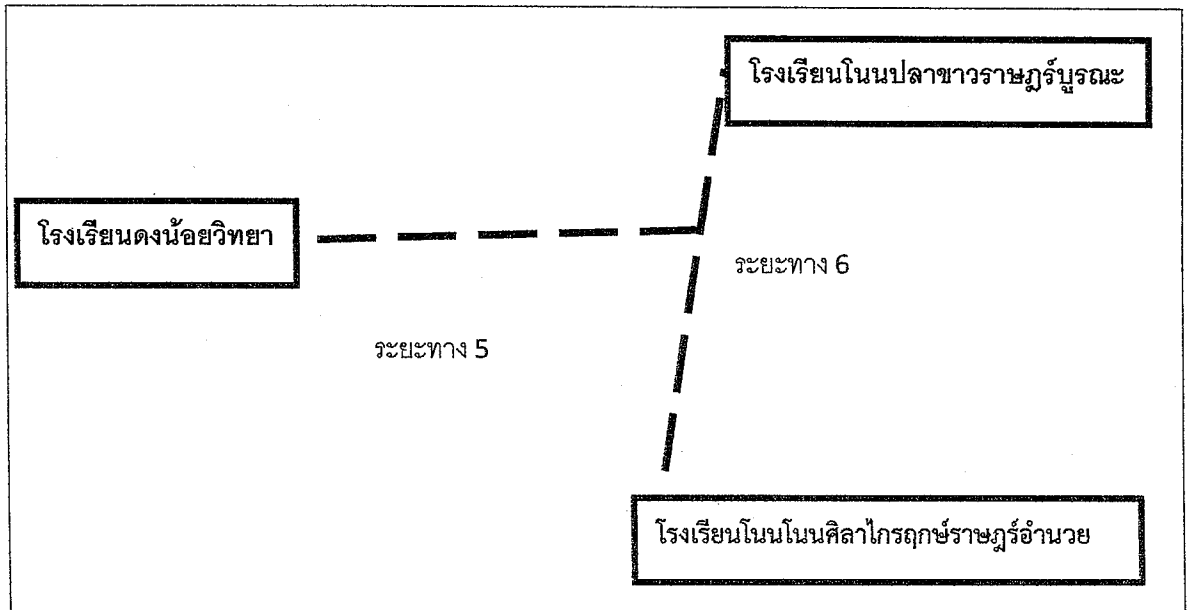 โรงเรียนโนนปลาขาวราษฎร์บูรณะ
โรงเรียนดงน้อยวิทยา
ระยะทาง 6
ระยะทาง 5
โรงเรียนโนนโนนศิลาไกรฤกษ์ราษฎร์อำนวย